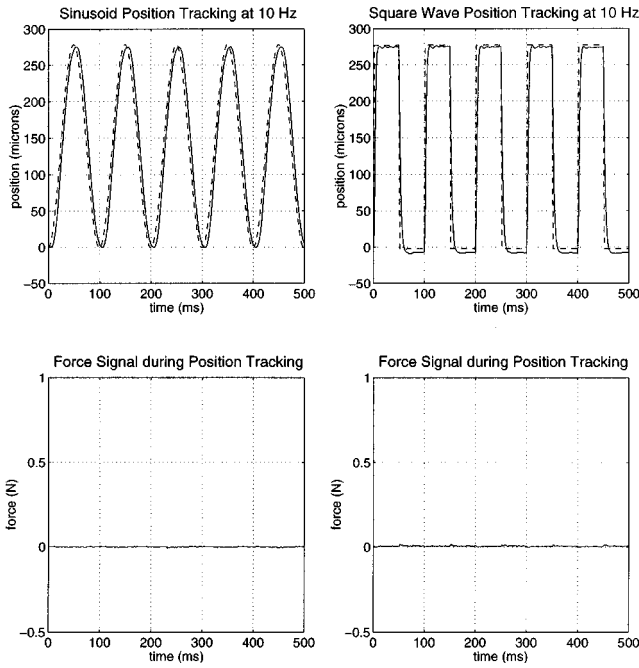 Sinusoid Position Tracking at 10 Hz
300
250
200
150
100
50
0
−50
position (microns)
0 100 200 300 400 500
time (ms)
Square Wave Position Tracking at 10 Hz
300
250
200
150
100
50
0
−50
position (microns)
0 100 200 300 400 500
time (ms)
Force Signal during Position Tracking
1
0.5
0
−0.5
force (N)
0 100 200 300 400 500
time (ms)
Force Signal during Position Tracking
1
0.5
0
−0.5
force (N)
0 100 200 300 400 500
time (ms)